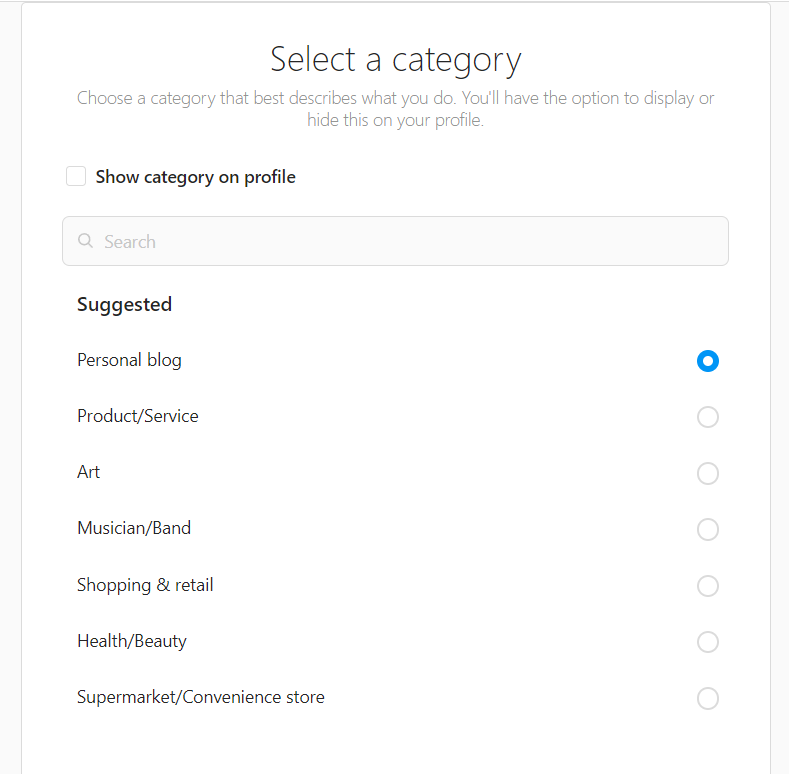 Select a category
Choose a category that best describes what you do. You'll have the option to display or
hide this on your profile.
Show category on profile
Search
Suggested
Personal blog
Product/Service
Art
Musician/Band
Shopping & retail
Health/Beauty
Supermarket/Convenience store